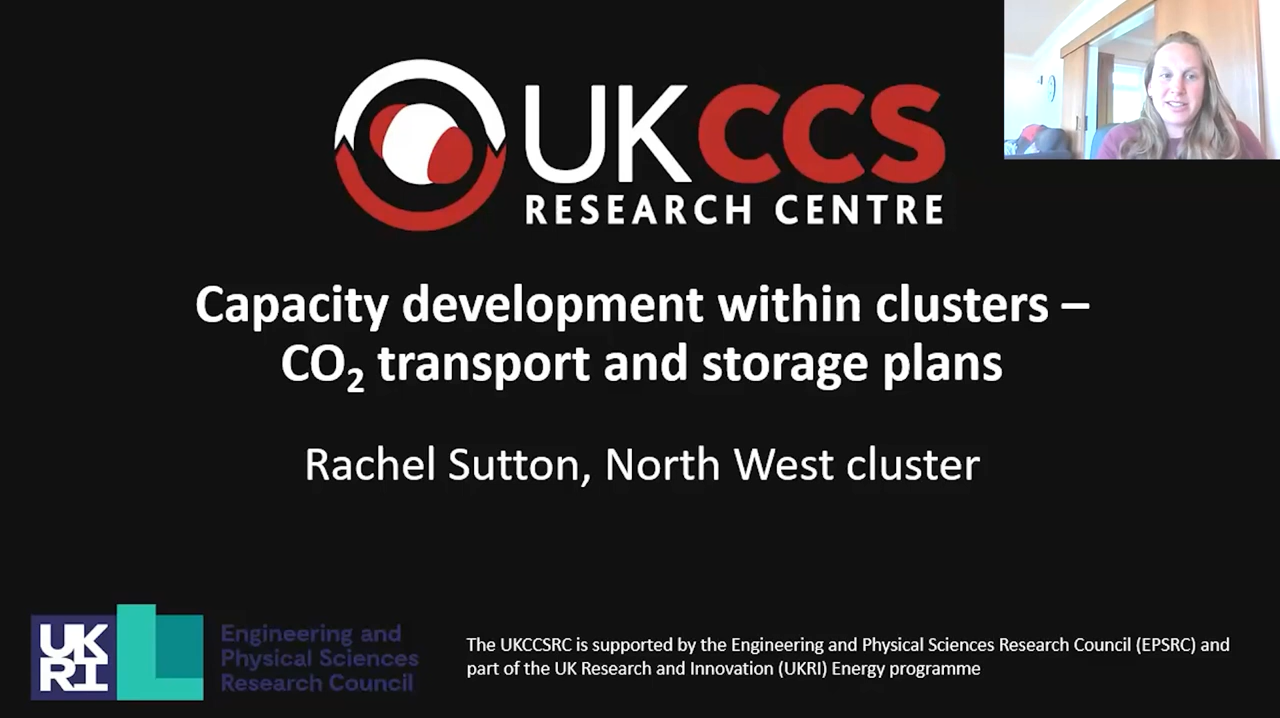 UKCCS
RESEARCH CENTRE
Capacity development within clusters –
CO₂ transport and storage plans
Rachel Sutton, North West cluster
UK
RI
Engineering and
Physical Sciences
Research Council
The UKCCSRC is supported by the Engineering and Physical Sciences Research Council (EPSRC) and
part of the UK Research and Innovation (UKRI) Energy programme